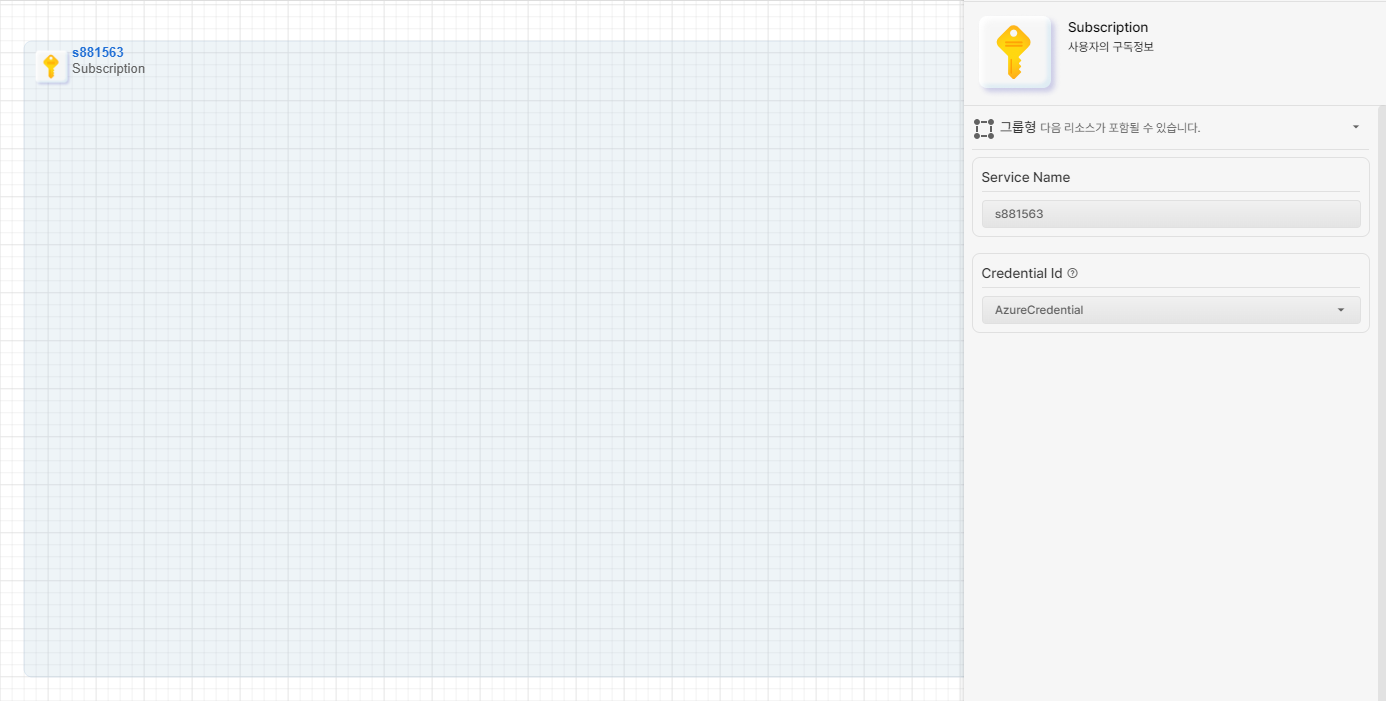 s881563
Subscription
Subscription
사용자의 구독정보
그룹형 다음 리소스가 포함될 수 있습니다.
Service Name
s881563
Credential Id
AzureCredential